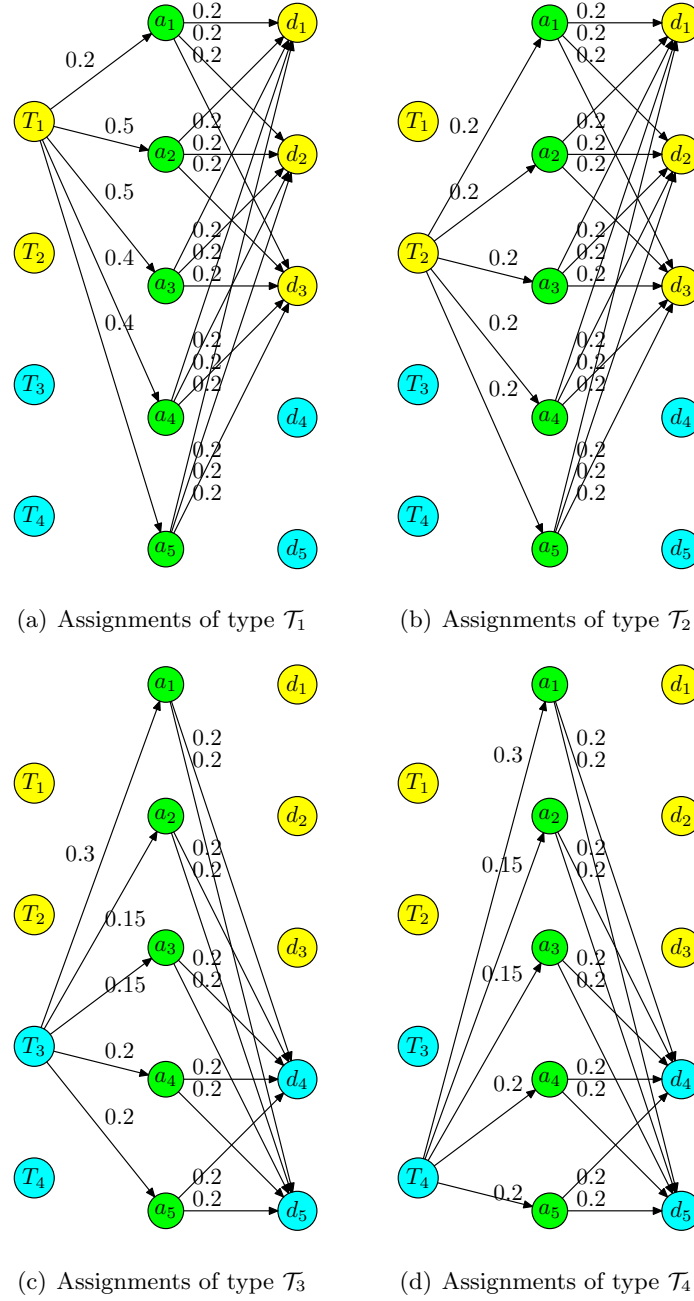 a1 d1 a1 d1
0.2 0.2 0.2 0.2 0.2 0.2 0.2
T1 0.5 T1 0.2
a2 0.2 0.2 0.2 d2 a2 0.2 0.2 0.2 d2
0.5 0.2
T2 0.4 T2 0.2
a3 0.2 0.2 0.2 d3 a3 0.2 0.2 0.2 d3
0.4 0.2
T3 0.2 0.2 0.2 T3 0.2 0.2 0.2 0.2
a4 d4 a4 d4
0.2 0.2 0.2 0.2 0.2 0.2
T4 T4
a5 d5 a5 d5
(a) Assignments of type 𝒯1 (b) Assignments of type 𝒯2
a1 d1 a1 d1
0.2 0.2 0.2 0.2
T1 T1 0.3
a2 d2 a2 d2
0.3 0.2 0.2 0.15 0.2 0.2
T2 0.15 T2
a3 d3 a3 d3
0.15 0.2 0.2 0.15 0.2 0.2
T3 0.2 T3
a4 0.2 0.2 d4 0.2 a4 0.2 0.2 d4
0.2
T4 0.2 0.2 T4 0.2 0.2 0.2
a5 d5 a5 d5
(c) Assignments of type 𝒯3 (d) Assignments of type 𝒯4